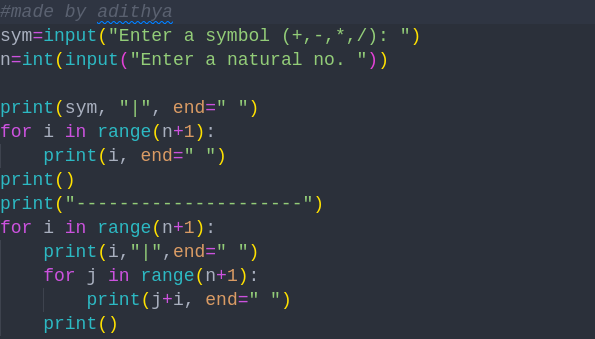 #made by adithya
sym=input("Enter a symbol (+,-,*,/): ")
n=int(input("Enter a natural no. "))
print(sym, "|", end=" ")
for i in range(n+1):
    print(i, end=" ")
print()
print("---------------------")
for i in range(n+1):
    print(i,"|",end=" ")
    for j in range(n+1):
        print(j+i, end=" ")
    print()